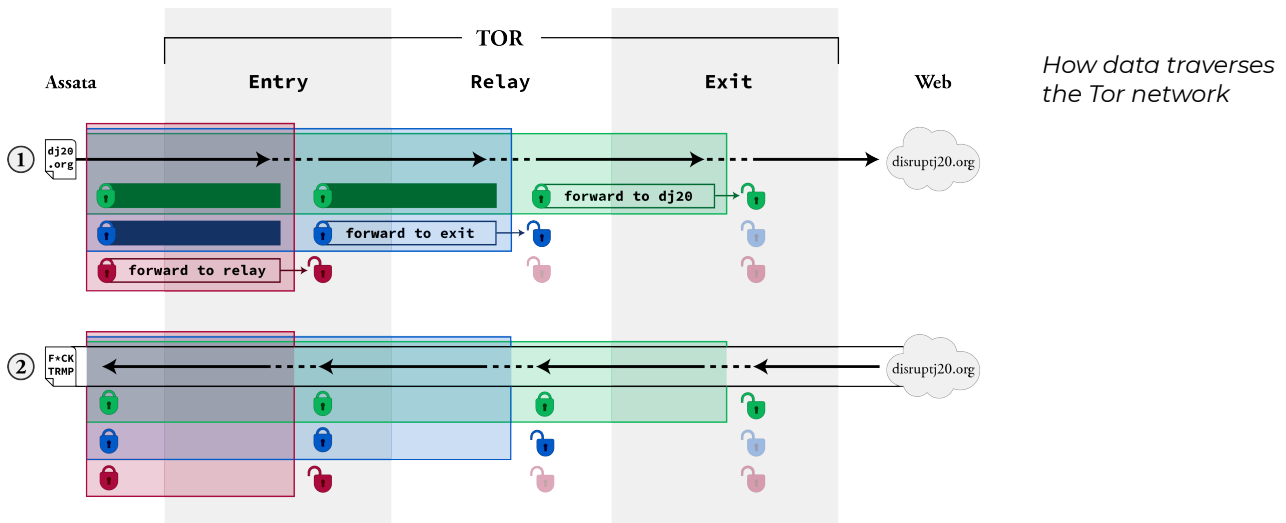 TOR
Assata
Entry
Relay
Exit
Web
How data traverses
the Tor network
1
dj20
.org
disruptj20.org
forward to dj20
forward to exit
forward to relay
2
F*CK
TRMP
disruptj20.org